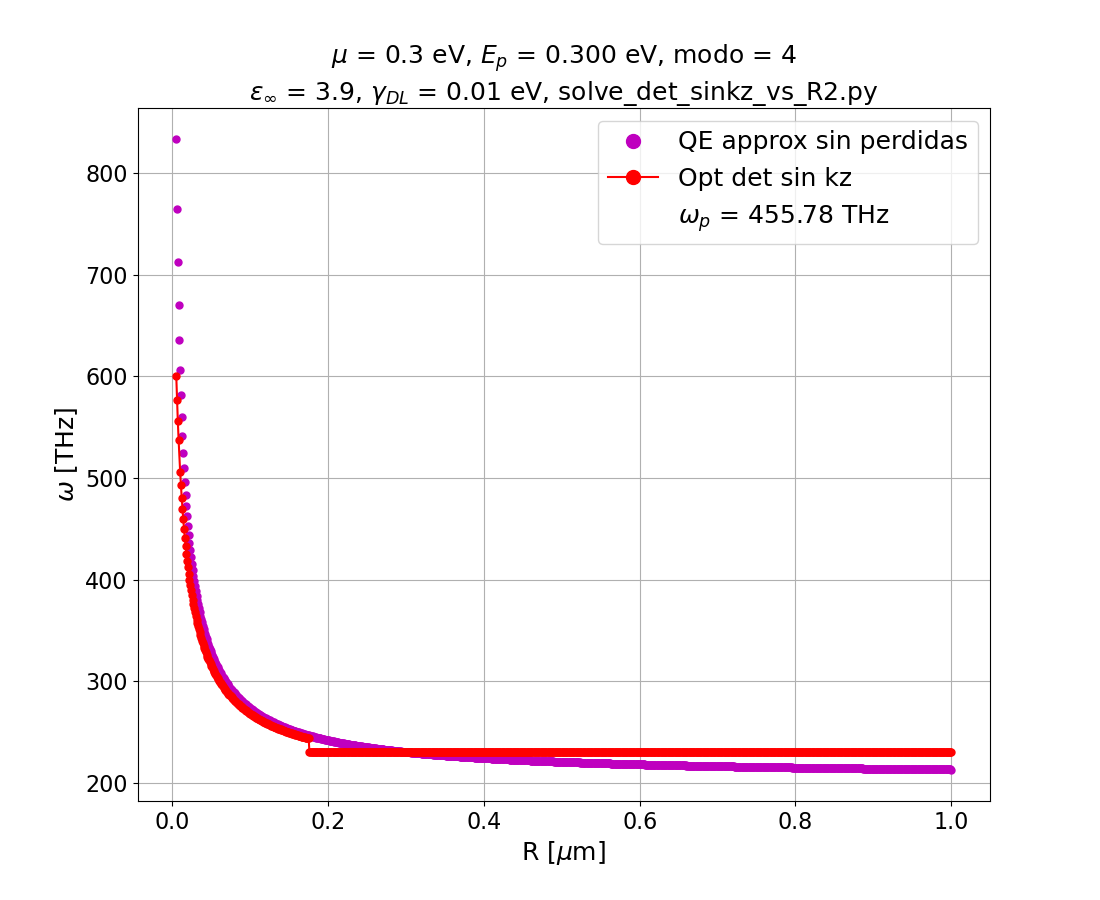 μ = 0.3 eV, E_p = 0.300 eV, modo = 4
ε_∞ = 3.9, γ_DL = 0.01 eV, solve_det_sinkz_vs_R2.py
QE approx sin perdidas
Opt det sin kz
ω_p = 455.78 THz
800
700
600
500
400
300
200
ω [THz]
0.0 0.2 0.4 0.6 0.8 1.0
R [μm]